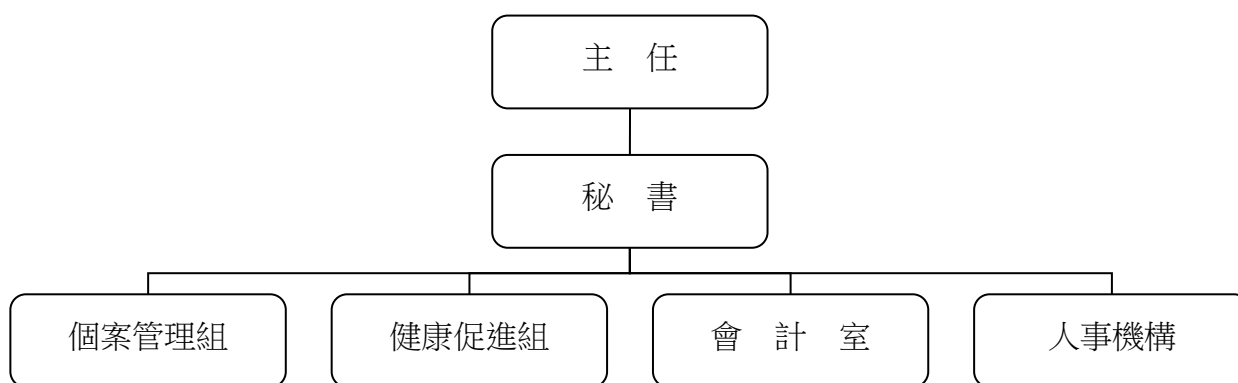 主　任
秘　書
個案管理組
健康促進組
會　計　室
人事機構